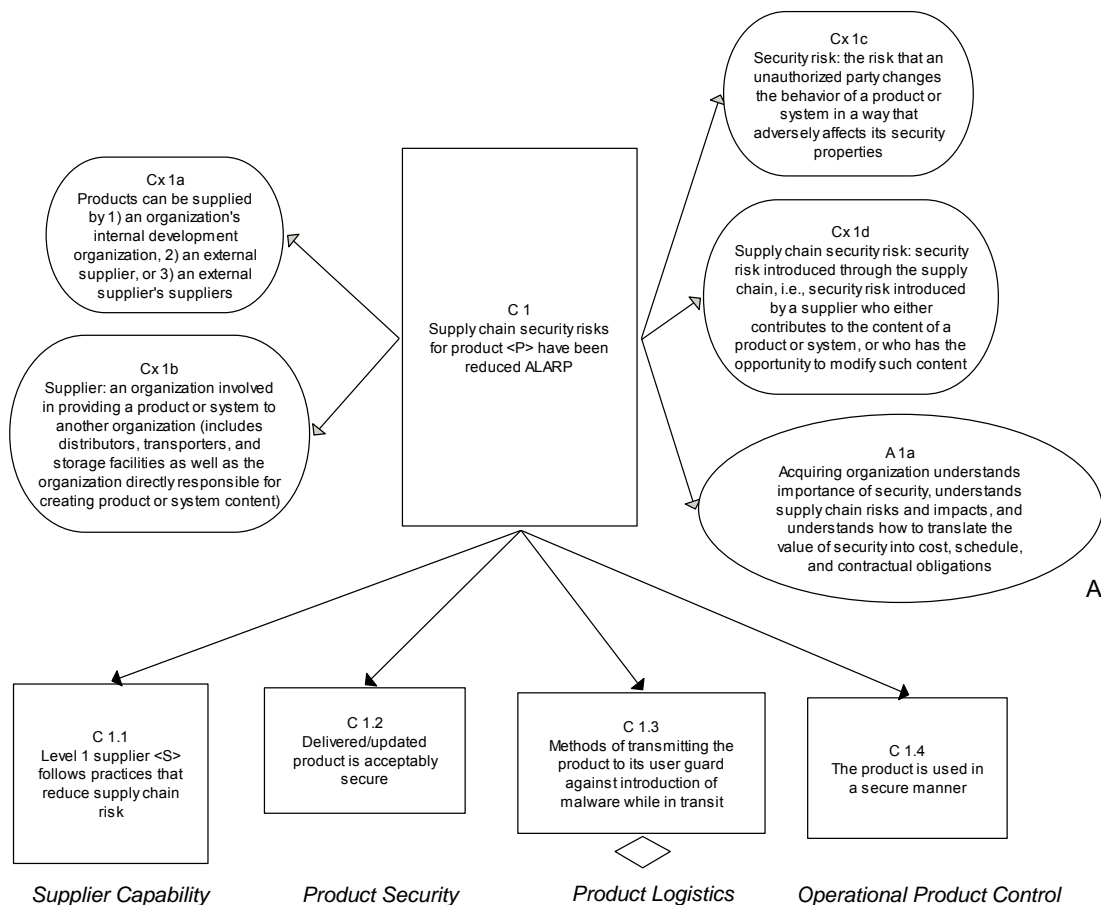 Cx 1c
Security risk: the risk that an
unauthorized party changes
the behavior of a product or
system in a way that
adversely affects its security
properties
Cx 1a
Products can be supplied
by 1) an organization's
internal development
organization, 2) an external
supplier, or 3) an external
supplier's suppliers
Cx 1d
Supply chain security risk: security
risk introduced through the supply
chain, i.e., security risk introduced
by a supplier who either
contributes to the content of a
product or system, or who has the
opportunity to modify such content
C 1
Supply chain security risks
for product <P> have been
reduced ALARP
Cx 1b
Supplier: an organization involved
in providing a product or system to
another organization (includes
distributors, transporters, and
storage facilities as well as the
organization directly responsible for
creating product or system content)
A 1a
Acquiring organization understands
importance of security, understands
supply chain risks and impacts, and
understands how to translate the
value of security into cost, schedule,
and contractual obligations
A
C 1.1
Level 1 supplier <S>
follows practices that
reduce supply chain
risk
C 1.2
Delivered/updated
product is acceptably
secure
C 1.3
Methods of transmitting the
product to its user guard
against introduction of
malware while in transit
C 1.4
The product is used in
a secure manner
Supplier Capability
Product Security
Product Logistics
Operational Product Control